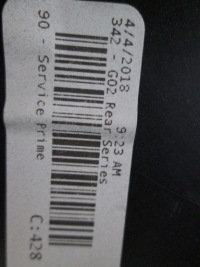 4/4/2018 9:23 AM
342 - G02 Rear Series
90 - Service Prime C:428